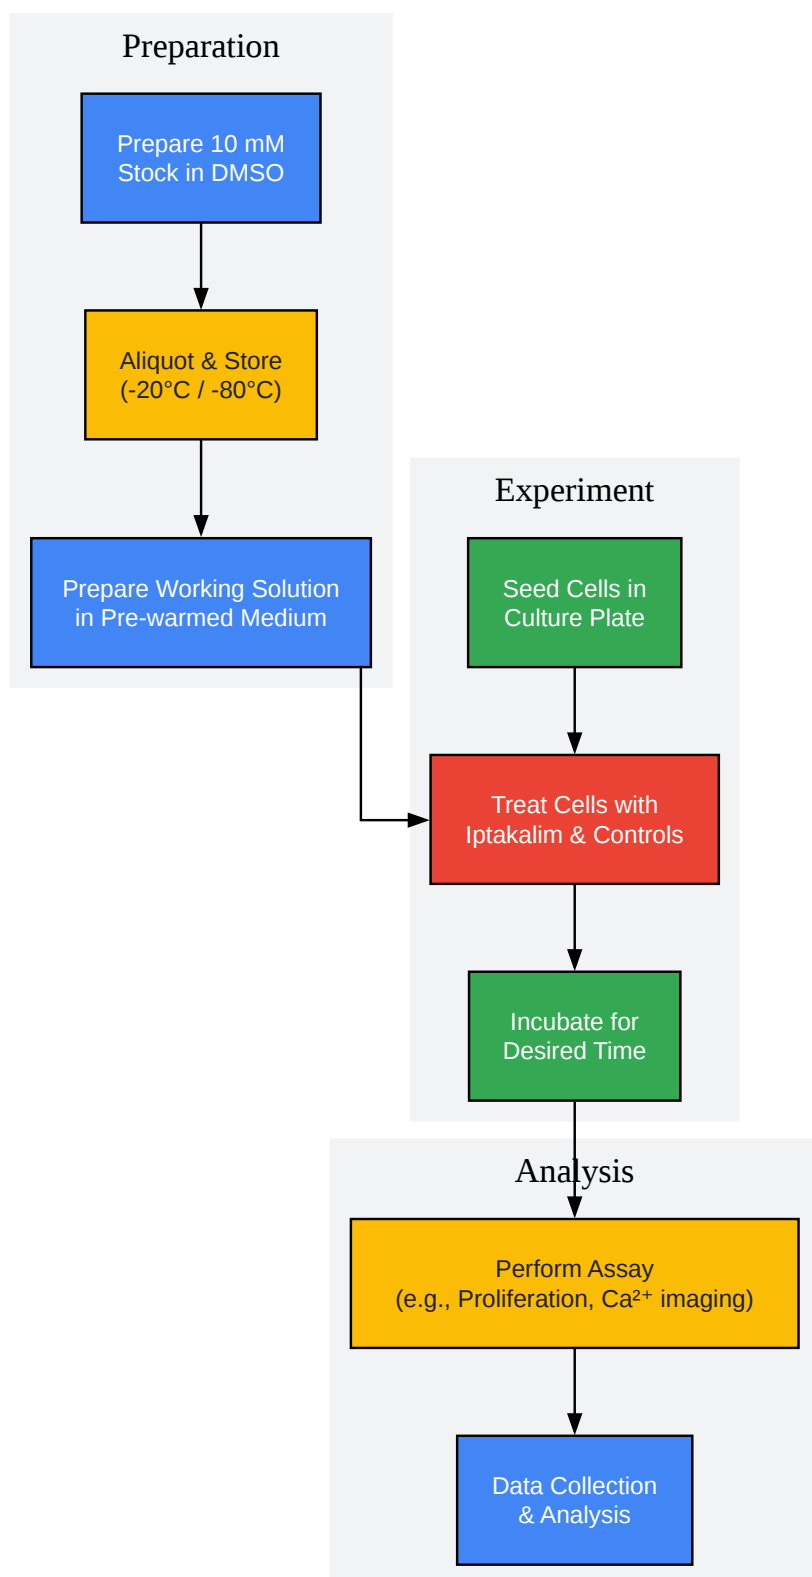 Preparation
Prepare 10 mM
Stock in DMSO
Aliquot & Store
(-20°C / -80°C)
Prepare Working Solution
in Pre-warmed Medium
Experiment
Seed Cells in
Culture Plate
Treat Cells with
Iptakalim & Controls
Incubate for
Desired Time
Analysis
Perform Assay
(e.g., Proliferation, Ca²⁺ imaging)
Data Collection
& Analysis